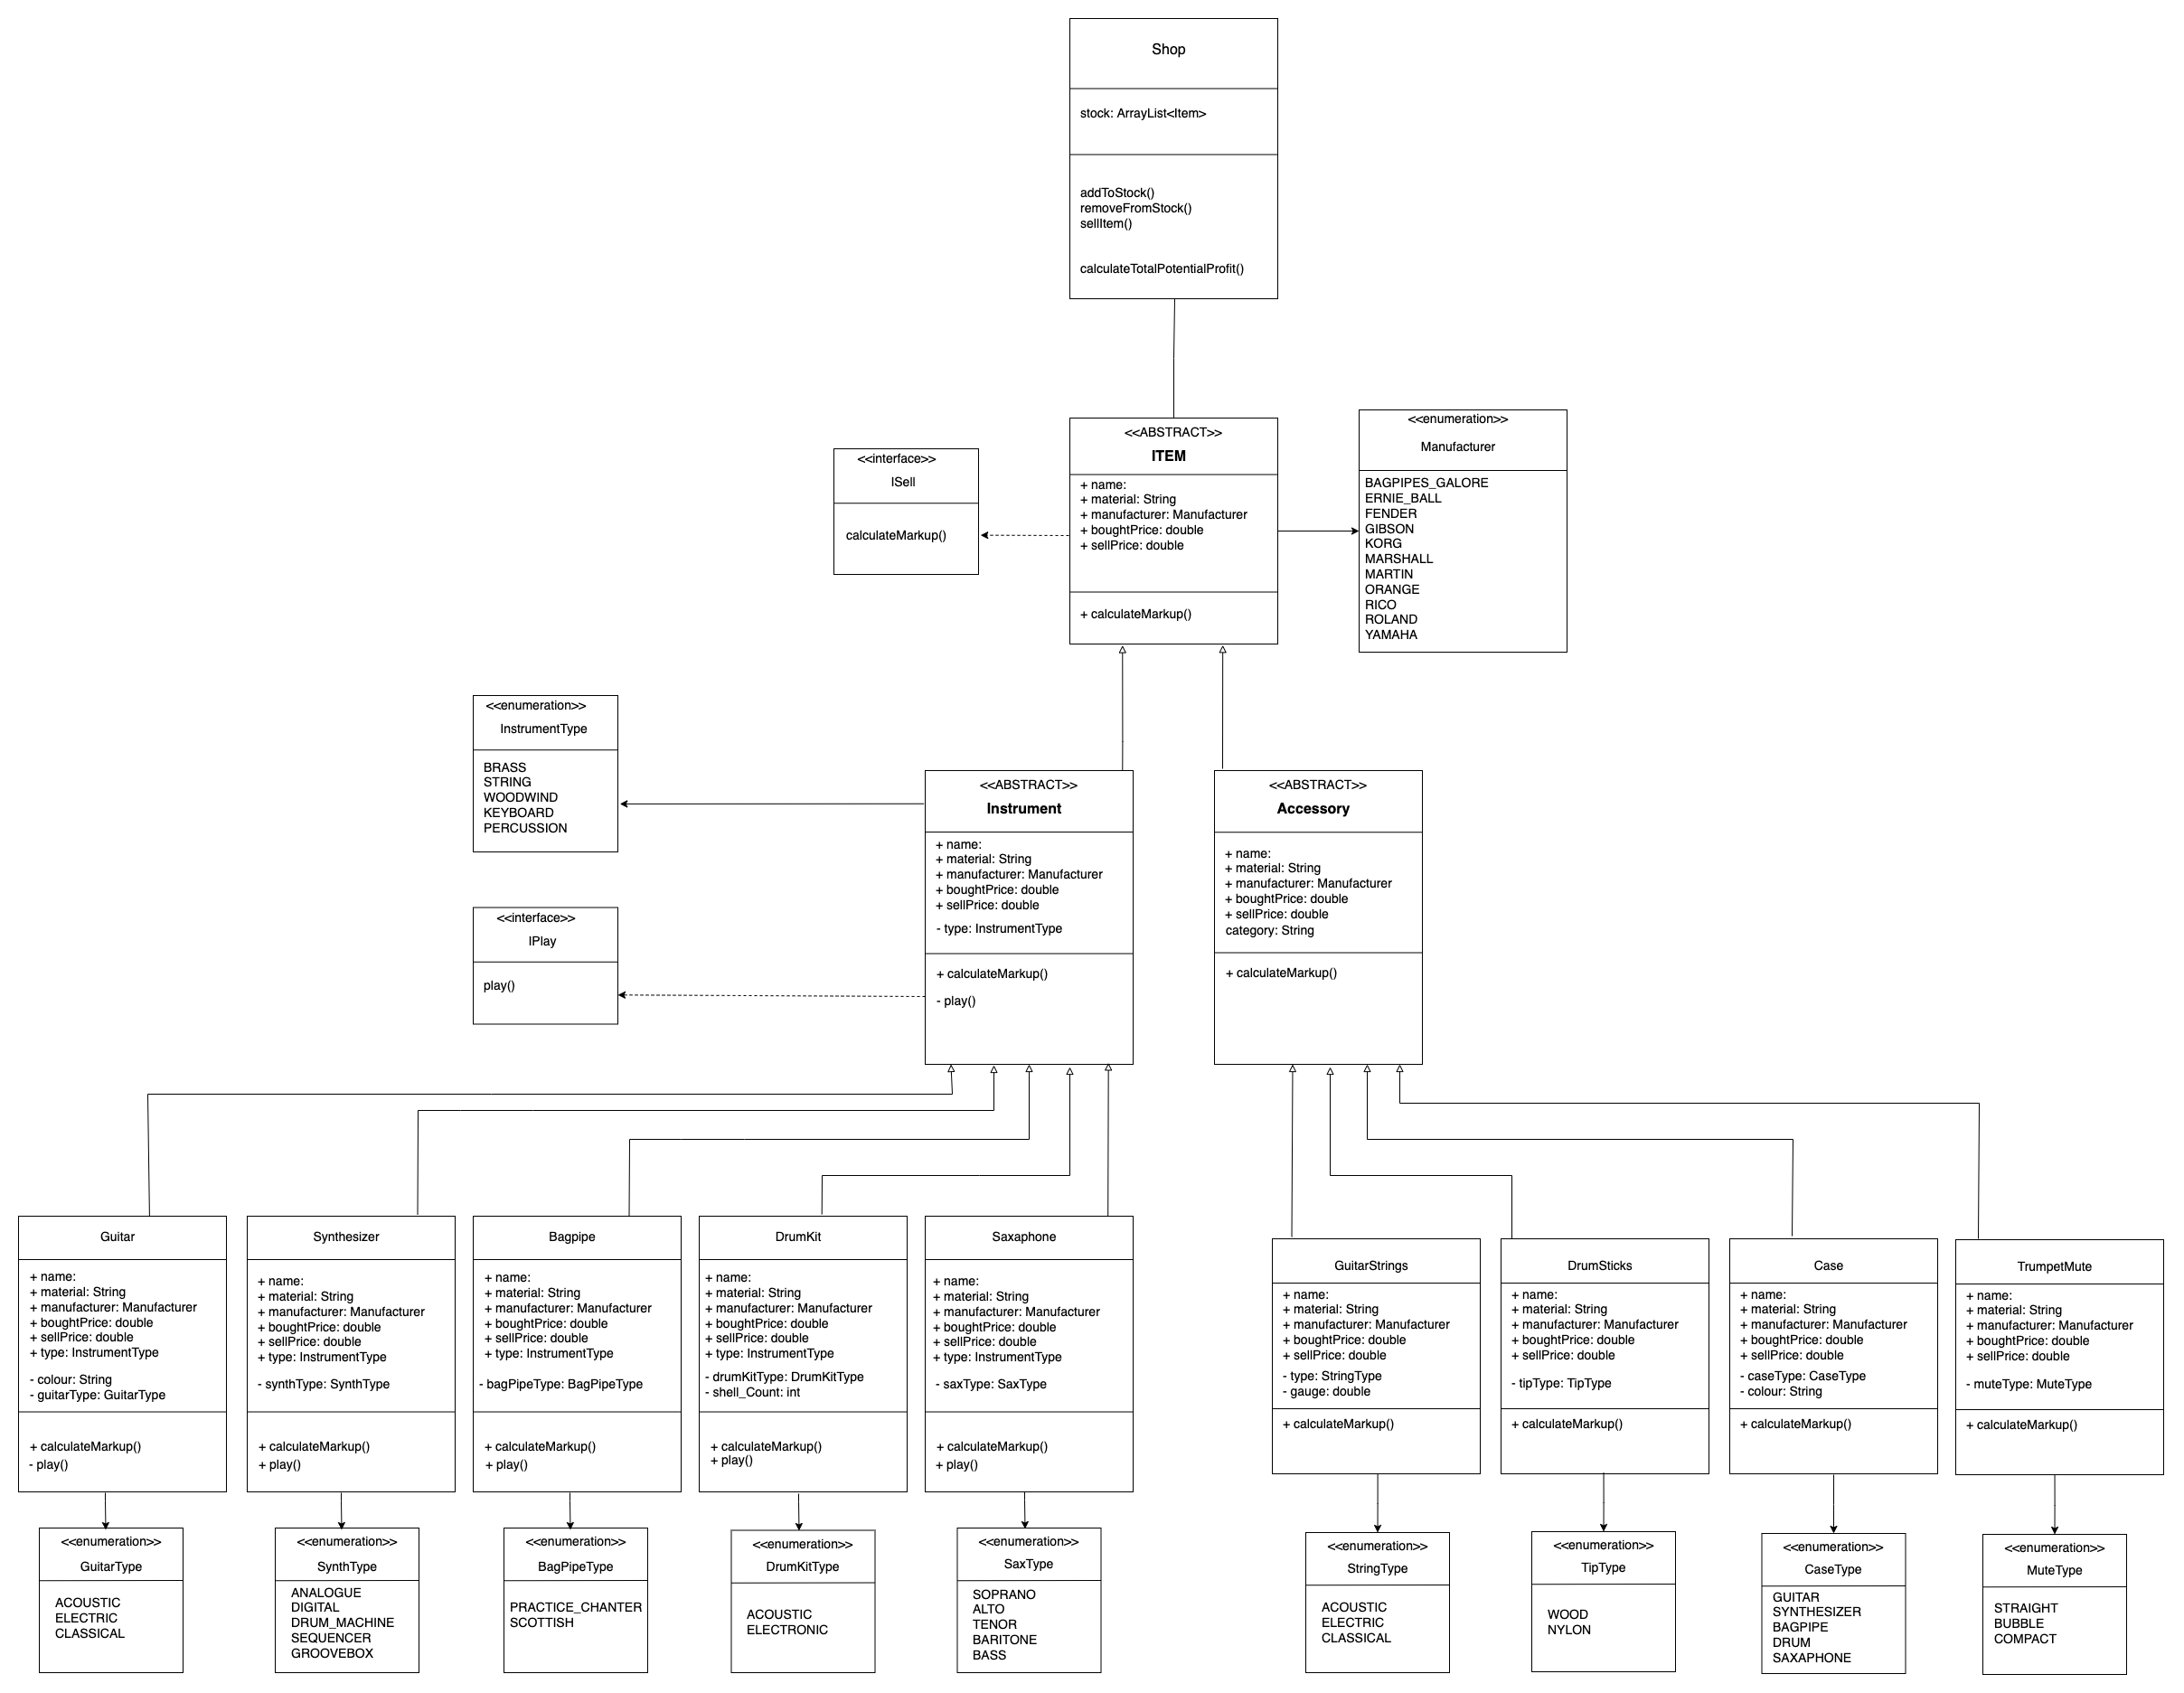 Shop
stock: ArrayList<Item>
addToStock()
removeFromStock()
sellItem()
calculateTotalPotentialProfit()
<<interface>>
ISell
calculateMarkup()
<<ABSTRACT>>
ITEM
+ name:
+ material: String
+ manufacturer: Manufacturer
+ boughtPrice: double
+ sellPrice: double
+ calculateMarkup()
<<enumeration>>
Manufacturer
BAGPIPES_GALORE
ERNIE_BALL
FENDER
GIBSON
KORG
MARSHALL
MARTIN
ORANGE
RICO
ROLAND
YAMAHA
<<enumeration>>
InstrumentType
BRASS
STRING
WOODWIND
KEYBOARD
PERCUSSION
<<interface>>
IPlay
play()
<<ABSTRACT>>
Instrument
+ name:
+ material: String
+ manufacturer: Manufacturer
+ boughtPrice: double
+ sellPrice: double
- type: InstrumentType
+ calculateMarkup()
- play()
<<ABSTRACT>>
Accessory
+ name:
+ material: String
+ manufacturer: Manufacturer
+ boughtPrice: double
+ sellPrice: double
category: String
+ calculateMarkup()
Guitar
+ name:
+ material: String
+ manufacturer: Manufacturer
+ boughtPrice: double
+ sellPrice: double
+ type: InstrumentType
- colour: String
- guitarType: GuitarType
+ calculateMarkup()
- play()
Synthesizer
+ name:
+ material: String
+ manufacturer: Manufacturer
+ boughtPrice: double
+ sellPrice: double
+ type: InstrumentType
- synthType: SynthType
+ calculateMarkup()
+ play()
Bagpipe
+ name:
+ material: String
+ manufacturer: Manufacturer
+ boughtPrice: double
+ sellPrice: double
+ type: InstrumentType
- bagPipeType: BagPipeType
+ calculateMarkup()
+ play()
DrumKit
+ name:
+ material: String
+ manufacturer: Manufacturer
+ boughtPrice: double
+ sellPrice: double
+ type: InstrumentType
- drumKitType: DrumKitType
- shell_Count: int
+ calculateMarkup()
+ play()
Saxaphone
+ name:
+ material: String
+ manufacturer: Manufacturer
+ boughtPrice: double
+ sellPrice: double
+ type: InstrumentType
- saxType: SaxType
+ calculateMarkup()
+ play()
GuitarStrings
+ name:
+ material: String
+ manufacturer: Manufacturer
+ boughtPrice: double
+ sellPrice: double
- type: StringType
- gauge: double
+ calculateMarkup()
DrumSticks
+ name:
+ material: String
+ manufacturer: Manufacturer
+ boughtPrice: double
+ sellPrice: double
- tipType: TipType
+ calculateMarkup()
Case
+ name:
+ material: String
+ manufacturer: Manufacturer
+ boughtPrice: double
+ sellPrice: double
- caseType: CaseType
- colour: String
+ calculateMarkup()
TrumpetMute
+ name:
+ material: String
+ manufacturer: Manufacturer
+ boughtPrice: double
+ sellPrice: double
- muteType: MuteType
+ calculateMarkup()
<<enumeration>>
GuitarType
ACOUSTIC
ELECTRIC
CLASSICAL
<<enumeration>>
SynthType
ANALOGUE
DIGITAL
DRUM_MACHINE
SEQUENCER
GROOVEBOX
<<enumeration>>
BagPipeType
PRACTICE_CHANTER
SCOTTISH
<<enumeration>>
DrumKitType
ACOUSTIC
ELECTRONIC
<<enumeration>>
SaxType
SOPRANO
ALTO
TENOR
BARITONE
BASS
<<enumeration>>
StringType
ACOUSTIC
ELECTRIC
CLASSICAL
<<enumeration>>
TipType
WOOD
NYLON
<<enumeration>>
CaseType
GUITAR
SYNTHESIZER
BAGPIPE
DRUM
SAXAPHONE
<<enumeration>>
MuteType
STRAIGHT
BUBBLE
COMPACT